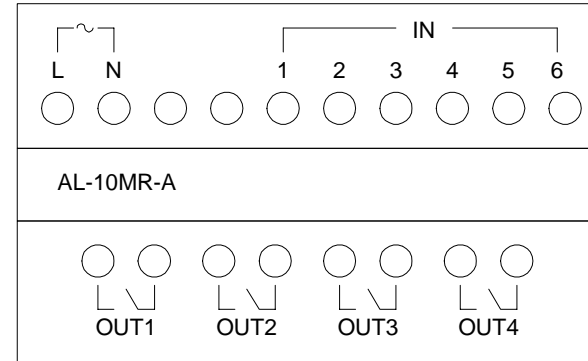 IN
L N 1 2 3 4 5 6
AL-10MR-A
OUT1 OUT2 OUT3 OUT4